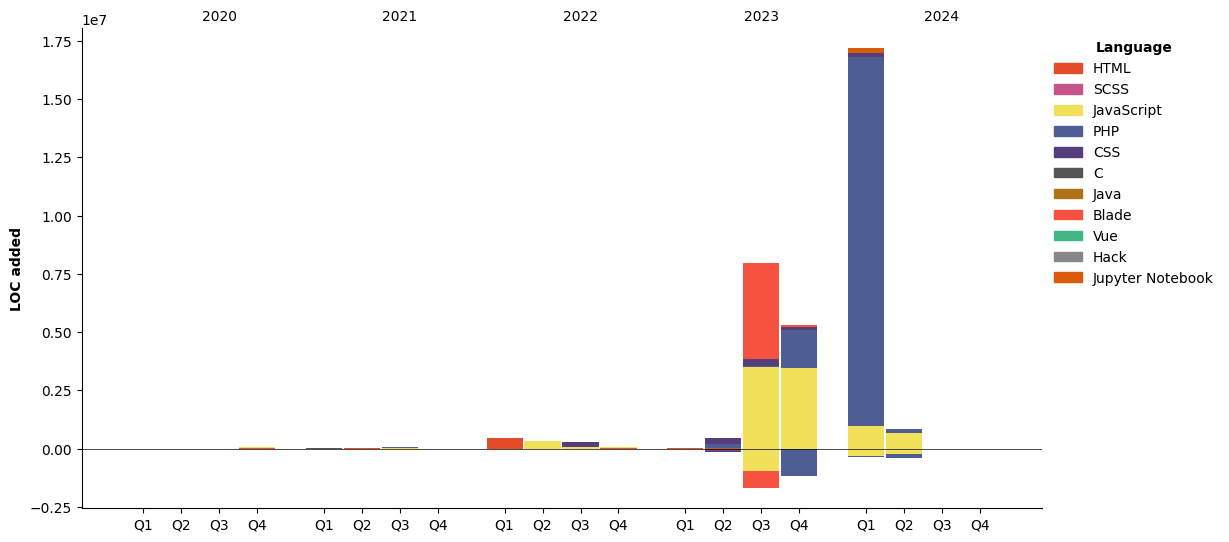 2020 2021 2022 2023 2024
1e7
1.75
1.50
1.25
1.00
0.75
0.50
0.25
0.00
−0.25
LOC added
Q1 Q2 Q3 Q4 Q1 Q2 Q3 Q4 Q1 Q2 Q3 Q4 Q1 Q2 Q3 Q4 Q1 Q2 Q3 Q4
Language
HTML
SCSS
JavaScript
PHP
CSS
C
Java
Blade
Vue
Hack
Jupyter Notebook